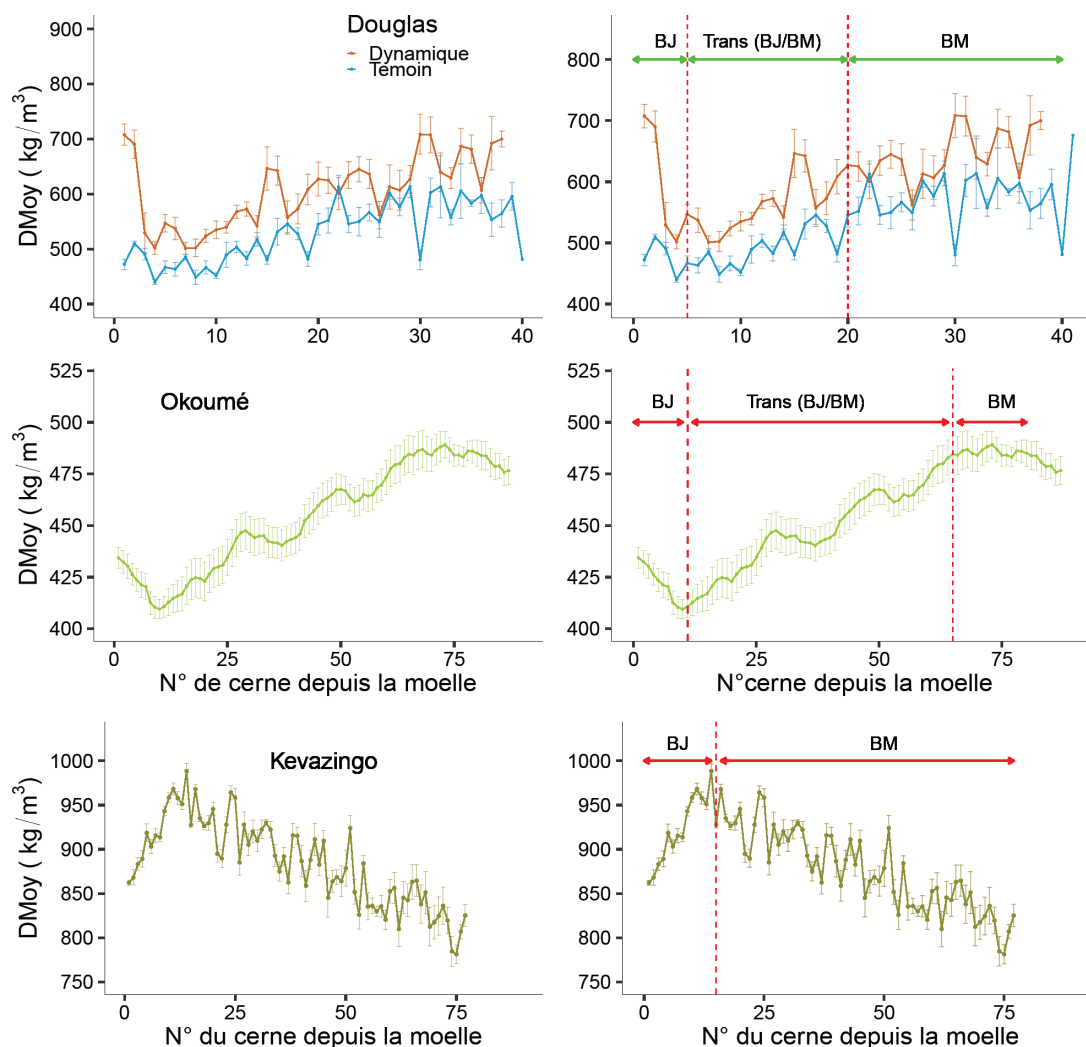 Douglas
Dynamique
Témoin
DMoy ( kg/m³)
900
800
700
600
500
400
0 10 20 30 40
BJ Trans (BJ/BM) BM
800
700
600
500
400
0 10 20 30 40
Okoumé
DMoy ( kg/m³)
525
500
475
450
425
400
0 25 50 75
N° de cerne depuis la moelle
BJ Trans (BJ/BM) BM
525
500
475
450
425
400
0 25 50 75
N°cerne depuis la moelle
Kevazingo
DMoy ( kg/m³)
1000
950
900
850
800
750
0 25 50 75
N° du cerne depuis la moelle
BJ BM
1000
950
900
850
800
750
0 25 50 75
N° du cerne depuis la moelle